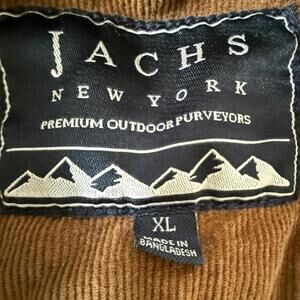 JACHS
NEW YORK
PREMIUM OUTDOOR PURVEYORS
XL
MADE IN
BANGLADESH